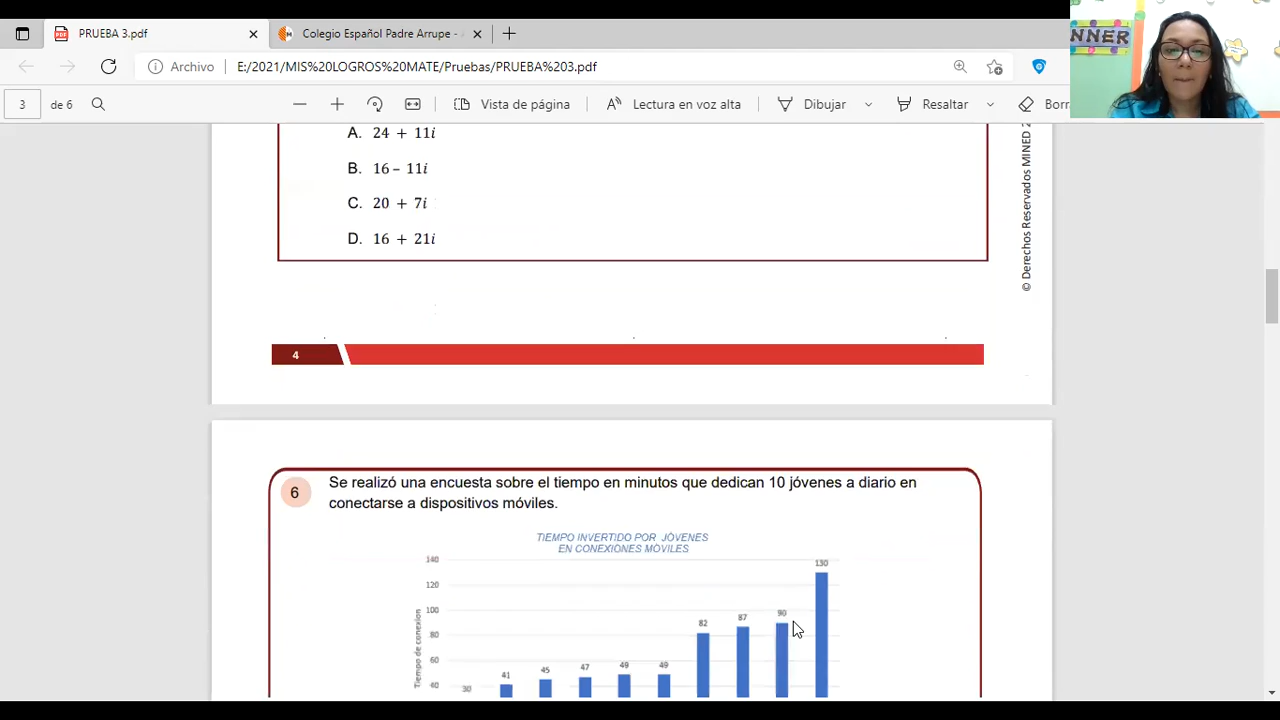 PRUEBA 3.pdf
Colegio Español Padre Arrupe -
Archivo
E:/2021/MIS%20LOGROS%20MATE/Pruebas/PRUEBA%203.pdf
NNER
3
de 6
Vista de página
Lectura en voz alta
Dibujar
Resaltar
Borr
A. 24 + 11i
B. 16 – 11i
C. 20 + 7i
D. 16 + 21i
© Derechos Reservados MINED
4
6
Se realizó una encuesta sobre el tiempo en minutos que dedican 10 jóvenes a diario en
conectarse a dispositivos móviles.
TIEMPO INVERTIDO POR JÓVENES
EN CONEXIONES MÓVILES
Tiempo de conexion
140
120
100
80
60
40
30
41
45
47
49
49
82
87
90
130